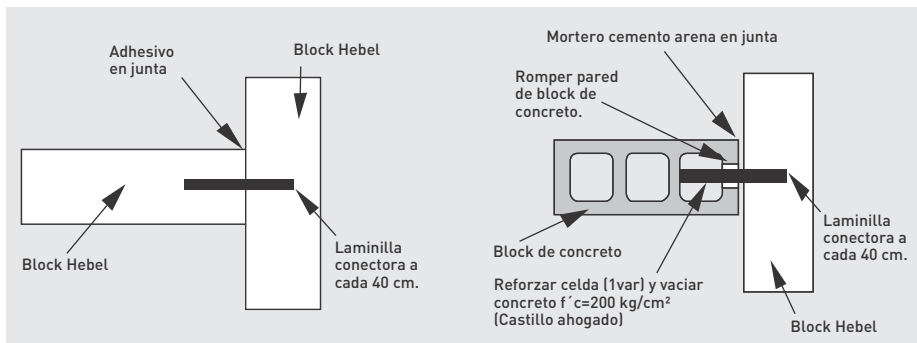 Adhesivo
en junta
Block Hebel
Block Hebel
Laminilla
conectora a
cada 40 cm.
Mortero cemento arena en junta
Romper pared
de block de
concreto.
Block de concreto
Reforzar celda (1var) y vaciar
concreto f´c=200 kg/cm²
(Castillo ahogado)
Laminilla
conectora a
cada 40 cm.
Block Hebel